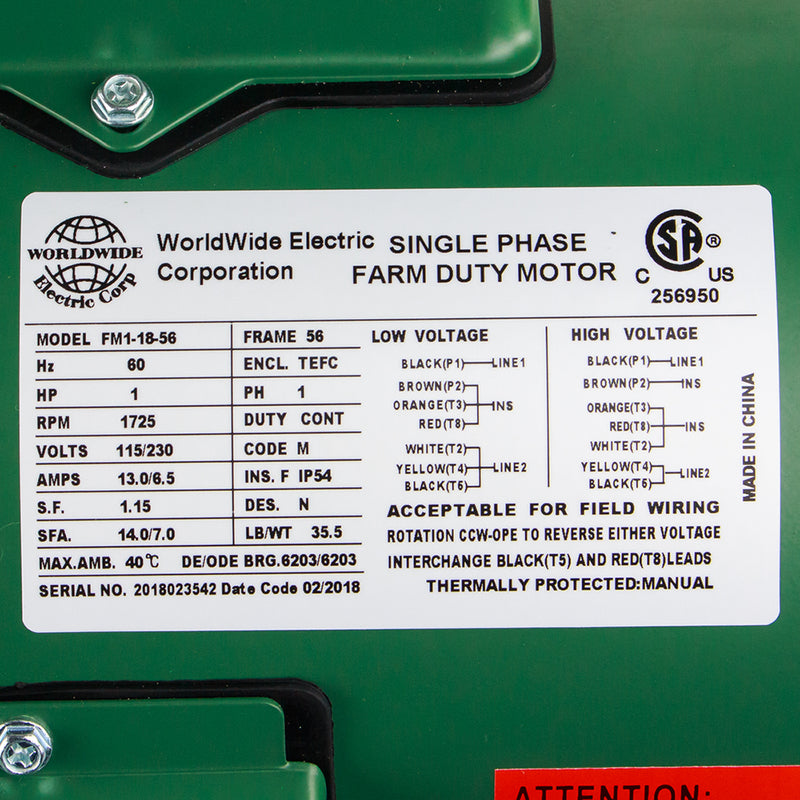 WORLDWIDE
Electric Corp
WorldWide Electric
Corporation
SINGLE PHASE
FARM DUTY MOTOR
SA ®
C US
256950
MODEL FM1-18-56
FRAME 56
Hz 60
ENCL. TEFC
HP 1
PH 1
RPM 1725
DUTY CONT
VOLTS 115/230
CODE M
AMPS 13.0/6.5
INS. F IP54
S.F. 1.15
DES. N
SFA. 14.0/7.0
LB/WT 35.5
MAX.AMB. 40℃ DE/ODE BRG.6203/6203
SERIAL NO. 2018023542 Date Code 02/2018
LOW VOLTAGE
BLACK(P1) LINE1
BROWN(P2)
ORANGE(T3) INS
RED(T8)
WHITE(T2)
YELLOW(T4) LINE2
BLACK(T5)
HIGH VOLTAGE
BLACK(P1) LINE1
BROWN(P2) INS
ORANGE(T3)
RED(T8) INS
WHITE(T2)
YELLOW(T4) LINE2
BLACK(T5)
ACCEPTABLE FOR FIELD WIRING
ROTATION CCW-OPE TO REVERSE EITHER VOLTAGE
INTERCHANGE BLACK(T5) AND RED(T8)LEADS
THERMALLY PROTECTED:MANUAL
MADE IN CHINA
ATTENTION: